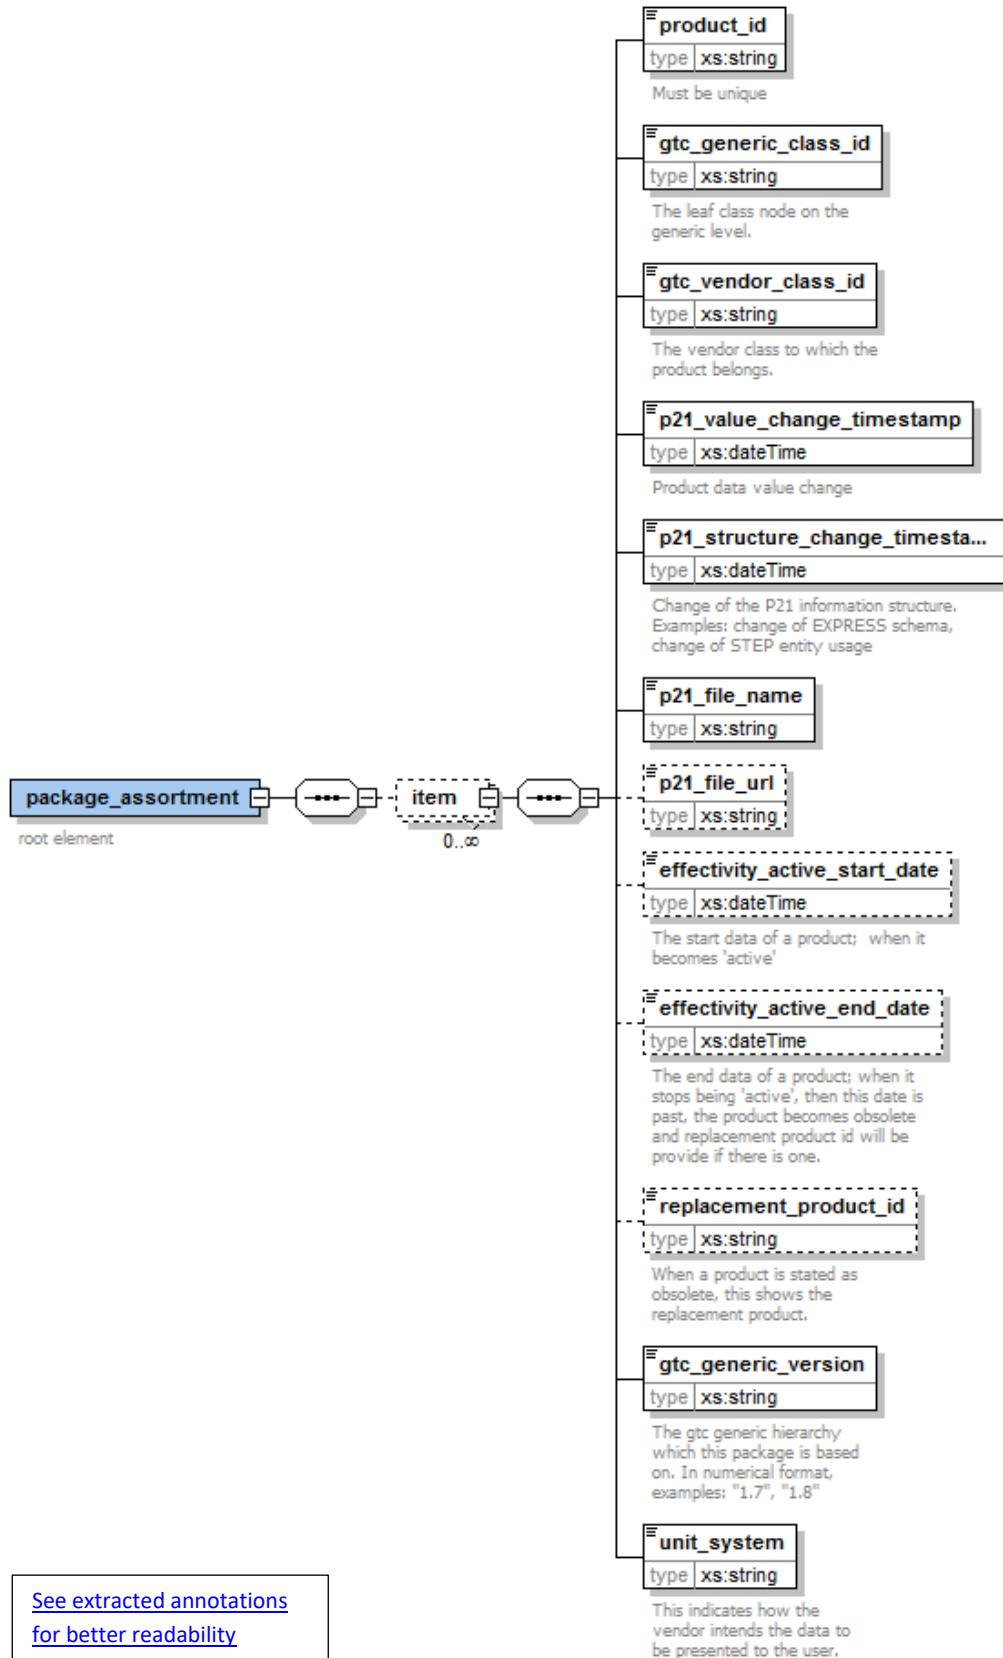 product_id
type xs:string
Must be unique
gtc_generic_class_id
type xs:string
The leaf class node on the
generic level.
gtc_vendor_class_id
type xs:string
The vendor class to which the
product belongs.
p21_value_change_timestamp
type xs:dateTime
Product data value change
p21_structure_change_timesta...
type xs:dateTime
Change of the P21 information structure.
Examples: change of EXPRESS schema,
change of STEP entity usage
p21_file_name
type xs:string
package_assortment
root element
item
0..∞
p21_file_url
type xs:string
effectivity_active_start_date
type xs:dateTime
The start data of a product;  when it
becomes 'active'
effectivity_active_end_date
type xs:dateTime
The end data of a product; when it
stops being 'active', then this date is
past, the product becomes obsolete
and replacement product id will be
provide if there is one.
replacement_product_id
type xs:string
When a product is stated as
obsolete, this shows the
replacement product.
gtc_generic_version
type xs:string
The gtc generic hierarchy
which this package is based
on. In numerical format,
examples: "1.7", "1.8"
unit_system
type xs:string
This indicates how the
vendor intends the data to
be presented to the user.
See extracted annotations
for better readability